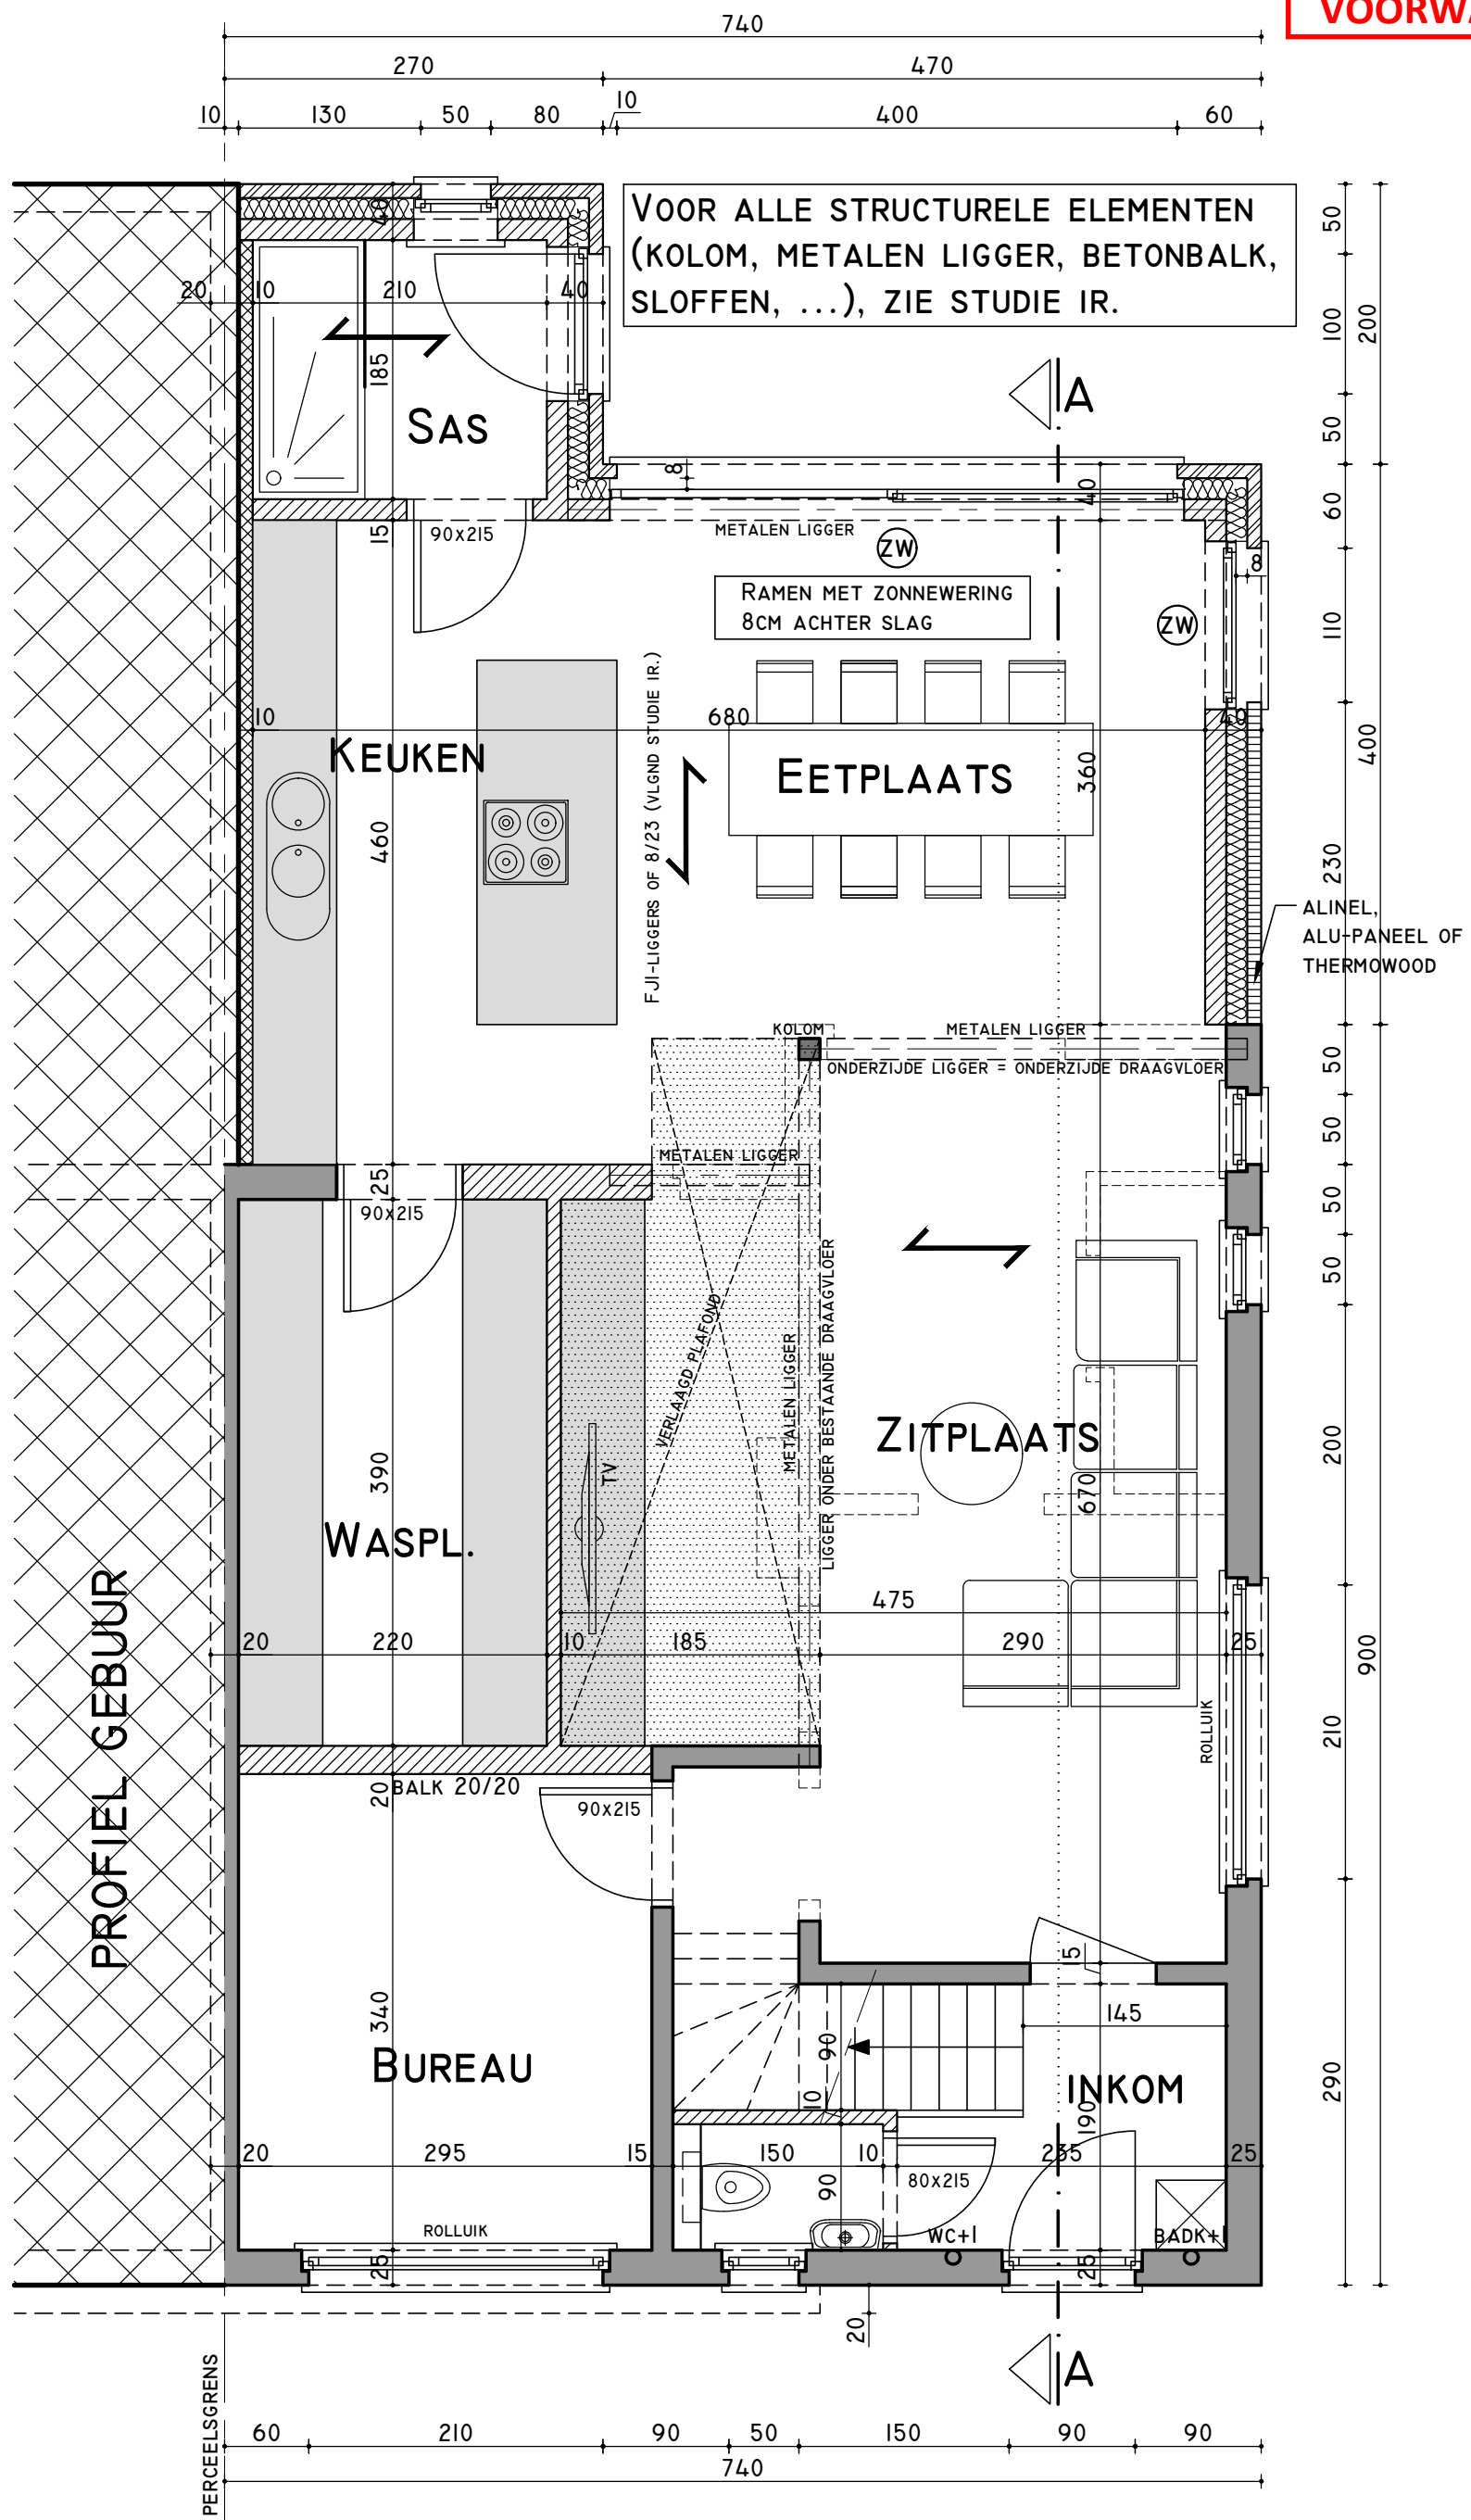 VOORWA
740
270 470
10 130 50 80 10 400 60
VOOR ALLE STRUCTURELE ELEMENTEN
(KOLOM, METALEN LIGGER, BETONBALK,
SLOFFEN, ...), ZIE STUDIE IR.
40
50
20 10 210 40
100
200
185
SAS
A
50
8
40
60
15
90x215
METALEN LIGGER
ZW
8
RAMEN MET ZONNEWERING
8CM ACHTER SLAG
ZW
110
FJI-LIGGERS OF 8/23 (VLGND STUDIE IR.)
10 680 40
KEUKEN
EETPLAATS
360
400
460
230
ALINEL,
ALU-PANEEL OF
THERMOWOOD
KOLOM METALEN LIGGER
ONDERZIJDE LIGGER = ONDERZIJDE DRAAGVLOER
50
50
METALEN LIGGER
25
90x215
50
50
VERLAAGD PLAFOND
METALEN LIGGER
LIGGER ONDER BESTAANDE DRAAGVLOER
ZITPLAATS
TV
390
670
200
WASPL.
PROFIEL GEBUUR
475
20 220 10 185 290 25
900
ROLLUIK
210
20
BALK 20/20
90x215
15
340
145
BUREAU
90
10
INKOM
290
190
20 295 15 150 10 235 25
90
80x215
ROLLUIK
WC+1
BADK+1
25
25
20
A
PERCEELSGRENS
60 210 90 50 150 90 90
740